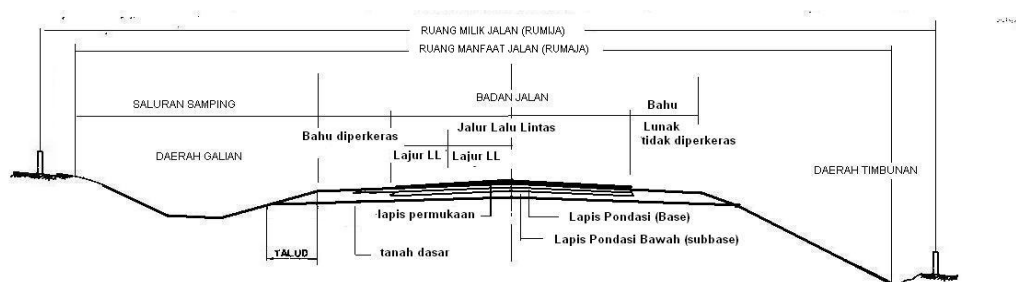 RUANG MILIK JALAN (RUMIJA)
RUANG MANFAAT JALAN (RUMAJA)
SALURAN SAMPING
BADAN JALAN
Bahu
Bahu diperkeras
Jalur Lalu Lintas
Lunak
tidak diperkeras
DAERAH GALIAN
Lajur LL
Lajur LL
DAERAH TIMBUNAN
-lapis permukaan
Lapis Pondasi (Base)
Lapis Pondasi Bawah (subbase)
TALUD
tanah dasar